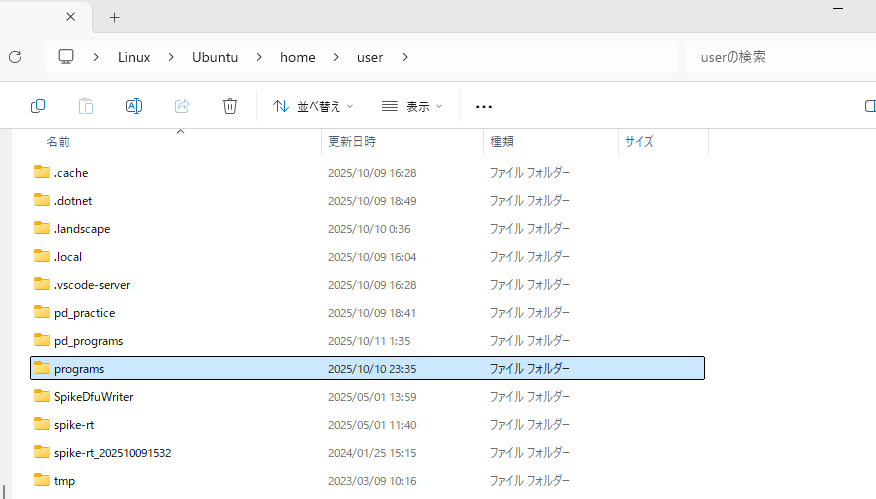 Linux > Ubuntu > home > user > userの検索
並べ替え 表示 ...
名前 更新日時 種類 サイズ
.cache 2025/10/09 16:28 ファイル フォルダー
.dotnet 2025/10/09 18:49 ファイル フォルダー
.landscape 2025/10/10 0:36 ファイル フォルダー
.local 2025/10/09 16:04 ファイル フォルダー
.vscode-server 2025/10/09 16:28 ファイル フォルダー
pd_practice 2025/10/09 18:41 ファイル フォルダー
pd_programs 2025/10/11 1:35 ファイル フォルダー
programs 2025/10/10 23:35 ファイル フォルダー
SpikeDfuWriter 2025/05/01 13:59 ファイル フォルダー
spike-rt 2025/05/01 11:40 ファイル フォルダー
spike-rt_202510091532 2024/01/25 15:15 ファイル フォルダー
tmp 2023/03/09 10:16 ファイル フォルダー